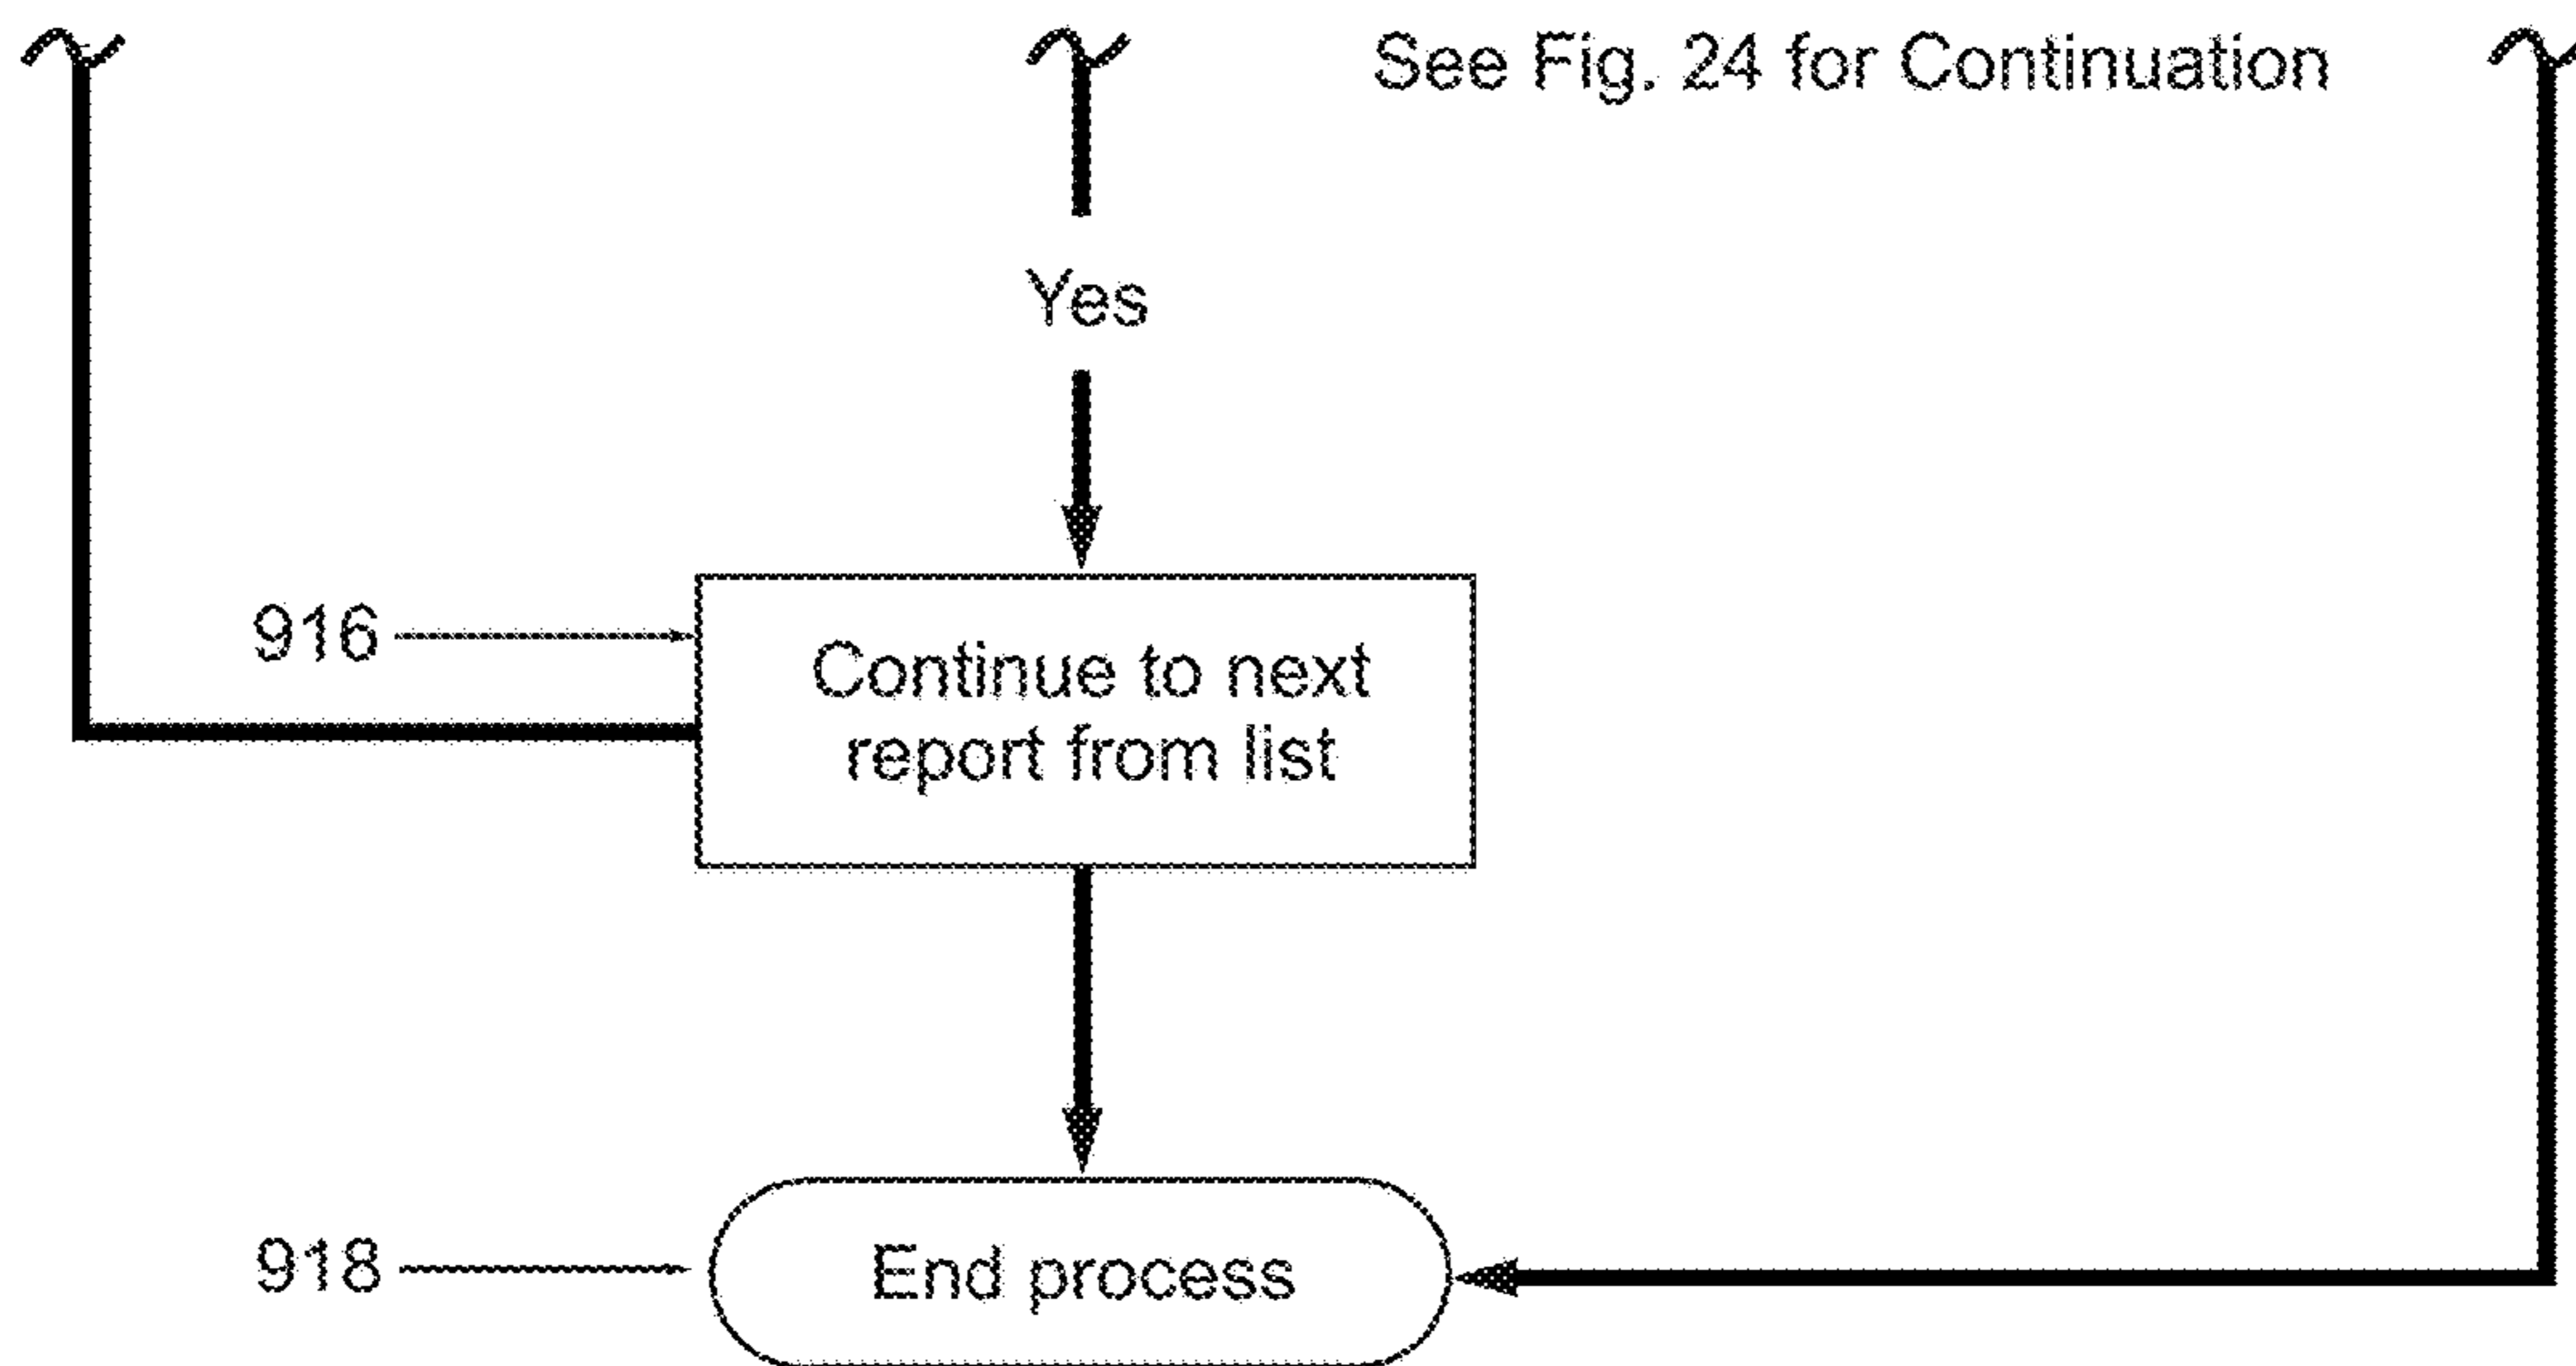 See Fig. 24 for Continuation
Yes
916
Continue to next
report from list
918
End process